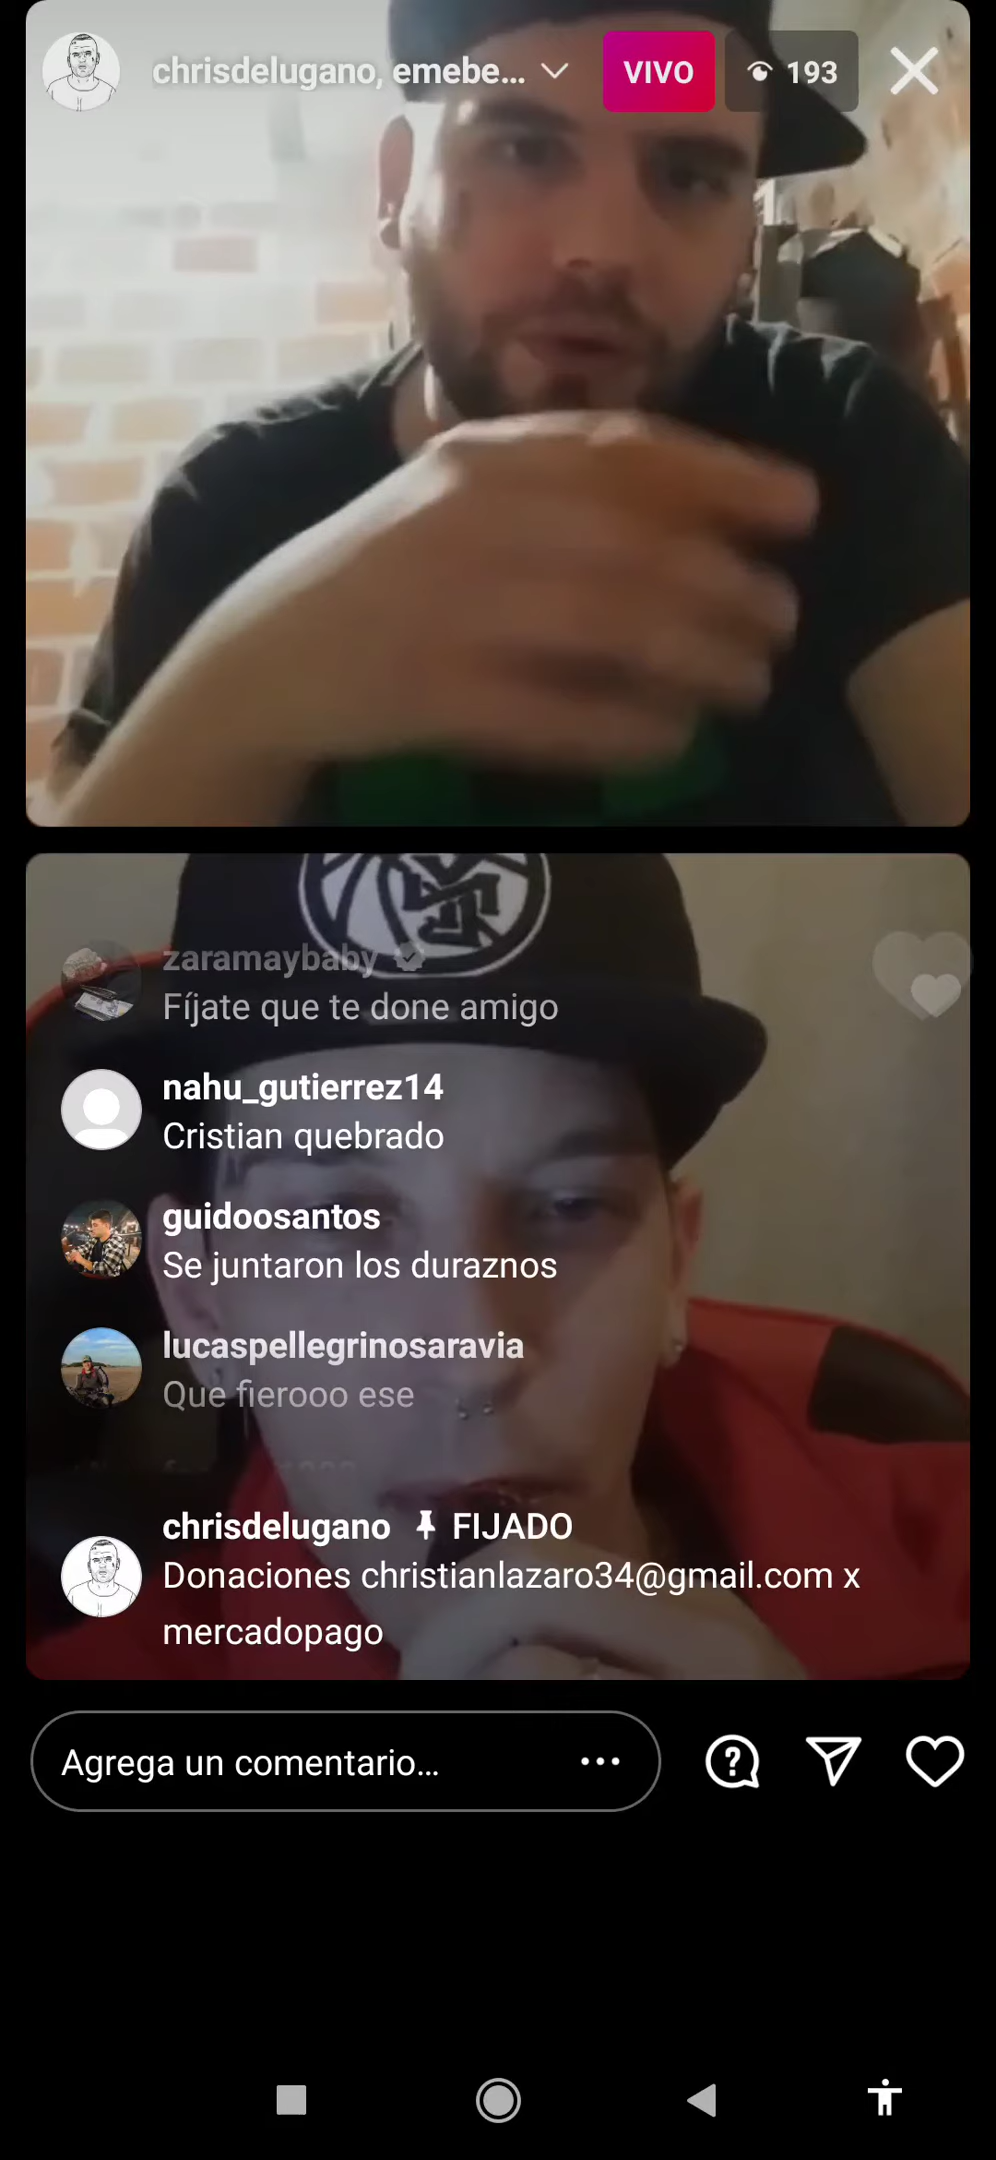 chrisdelugano, emebe...
VIVO
193
zaramaybaby
Fíjate que te done amigo
nahu_gutierrez14
Cristian quebrado
guidoosantos
Se juntaron los duraznos
lucaspellegrinosaravia
Que fierooo ese
chrisdelugano FIJADO
Donaciones christianlazaro34@gmail.com x
mercadopago
Agrega un comentario...